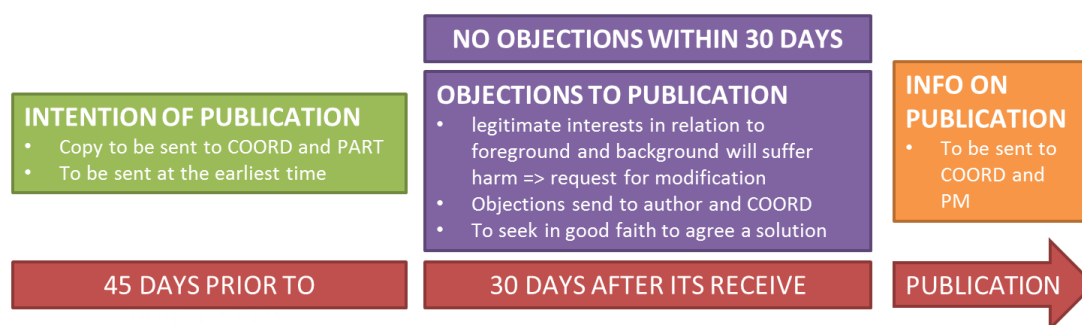 NO OBJECTIONS WITHIN 30 DAYS
INTENTION OF PUBLICATION
• Copy to be sent to COORD and PART
• To be sent at the earliest time
OBJECTIONS TO PUBLICATION
• legitimate interests in relation to
foreground and background will suffer
harm => request for modification
• Objections send to author and COORD
• To seek in good faith to agree a solution
INFO ON
PUBLICATION
• To be sent to
COORD and
PM
45 DAYS PRIOR TO
30 DAYS AFTER ITS RECEIVE
PUBLICATION